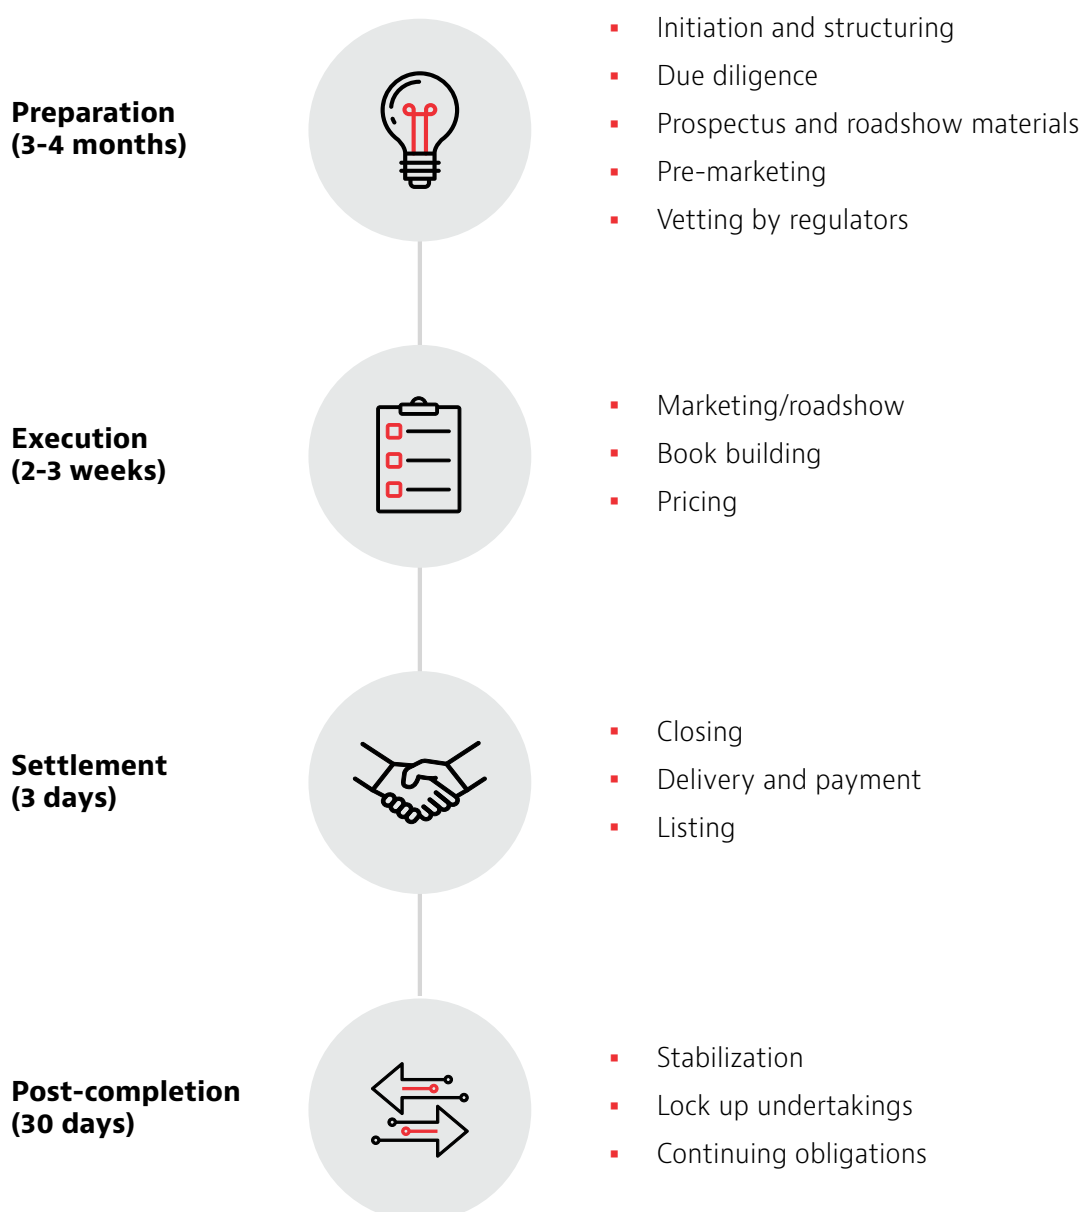 Preparation
(3-4 months)
Initiation and structuring
Due diligence
Prospectus and roadshow materials
Pre-marketing
Vetting by regulators
Execution
(2-3 weeks)
Marketing/roadshow
Book building
Pricing
Settlement
(3 days)
Closing
Delivery and payment
Listing
Post-completion
(30 days)
Stabilization
Lock up undertakings
Continuing obligations